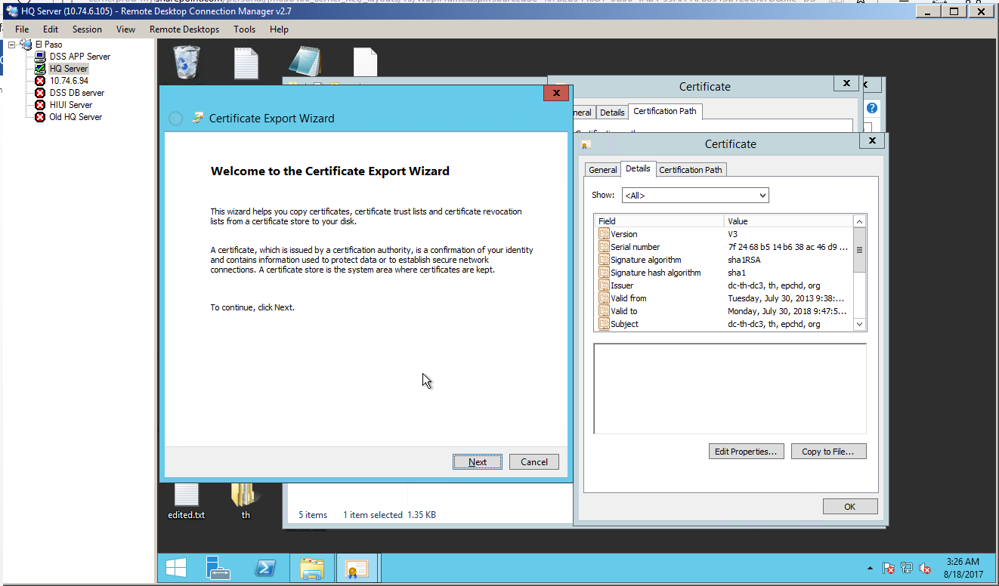 HQ Server (10.74.6.105) - Remote Desktop Connection Manager v2.7
File Edit Session View Remote Desktops Tools Help
El Paso
DSS APP Server
HQ Server
10.74.6.94
DSS DB server
HIUI Server
Old HQ Server
Certificate Export Wizard
Welcome to the Certificate Export Wizard
This wizard helps you copy certificates, certificate trust lists and certificate revocation
lists from a certificate store to your disk.
A certificate, which is issued by a certification authority, is a confirmation of your identity
and contains information used to protect data or to establish secure network
connections. A certificate store is the system area where certificates are kept.
To continue, click Next.
Next Cancel
Certificate
neral Details Certification Path
Certificate
General Details Certification Path
Show: <All>
Field Value
Version V3
Serial number 7f 24 68 b5 14 b6 38 ac 46 d9 ...
Signature algorithm sha1RSA
Signature hash algorithm sha1
Issuer dc-th-dc3, th, epchd, org
Valid from Tuesday, July 30, 2013 9:38:...
Valid to Monday, July 30, 2018 9:47:5...
Subject dc-th-dc3, th, epchd, org
Edit Properties... Copy to File...
OK
edited.txt th
5 items 1 item selected 1.35 KB
3:26 AM
8/18/2017